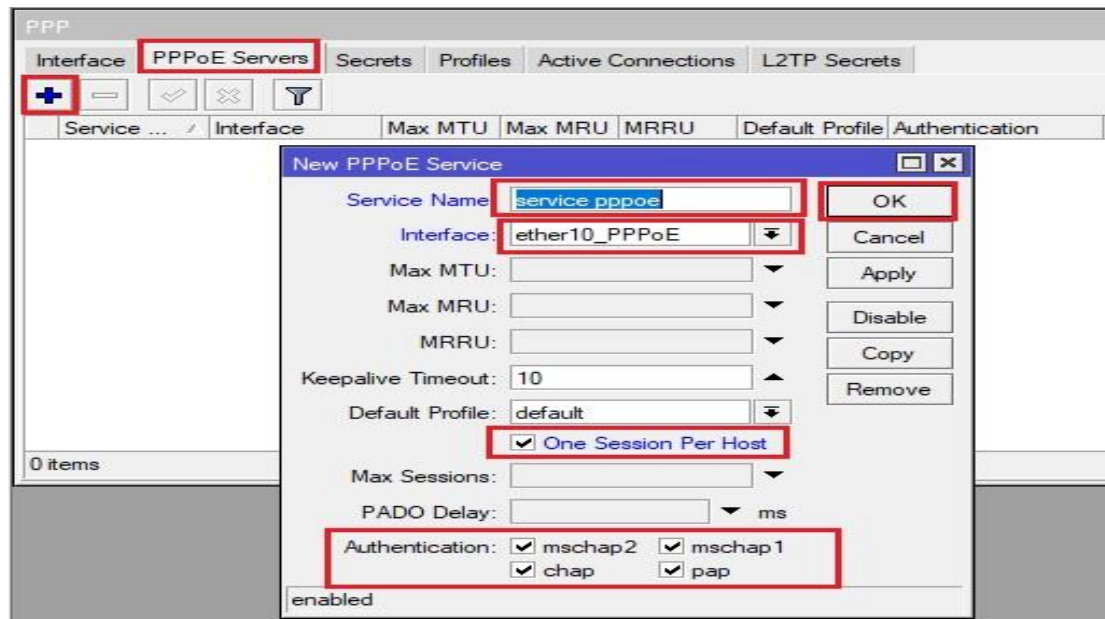 PPP
Interface PPPoE Servers Secrets Profiles Active Connections L2TP Secrets
Service ... Interface Max MTU Max MRU MRRU Default Profile Authentication
New PPPoE Service
Service Name: service pppoe OK
Interface: ether10_PPPoE Cancel
Max MTU: Apply
Max MRU: Disable
MRRU: Copy
Keepalive Timeout: 10 Remove
Default Profile: default
One Session Per Host
0 items
Max Sessions:
PADO Delay: ms
Authentication: mschap2 mschap1
chap pap
enabled